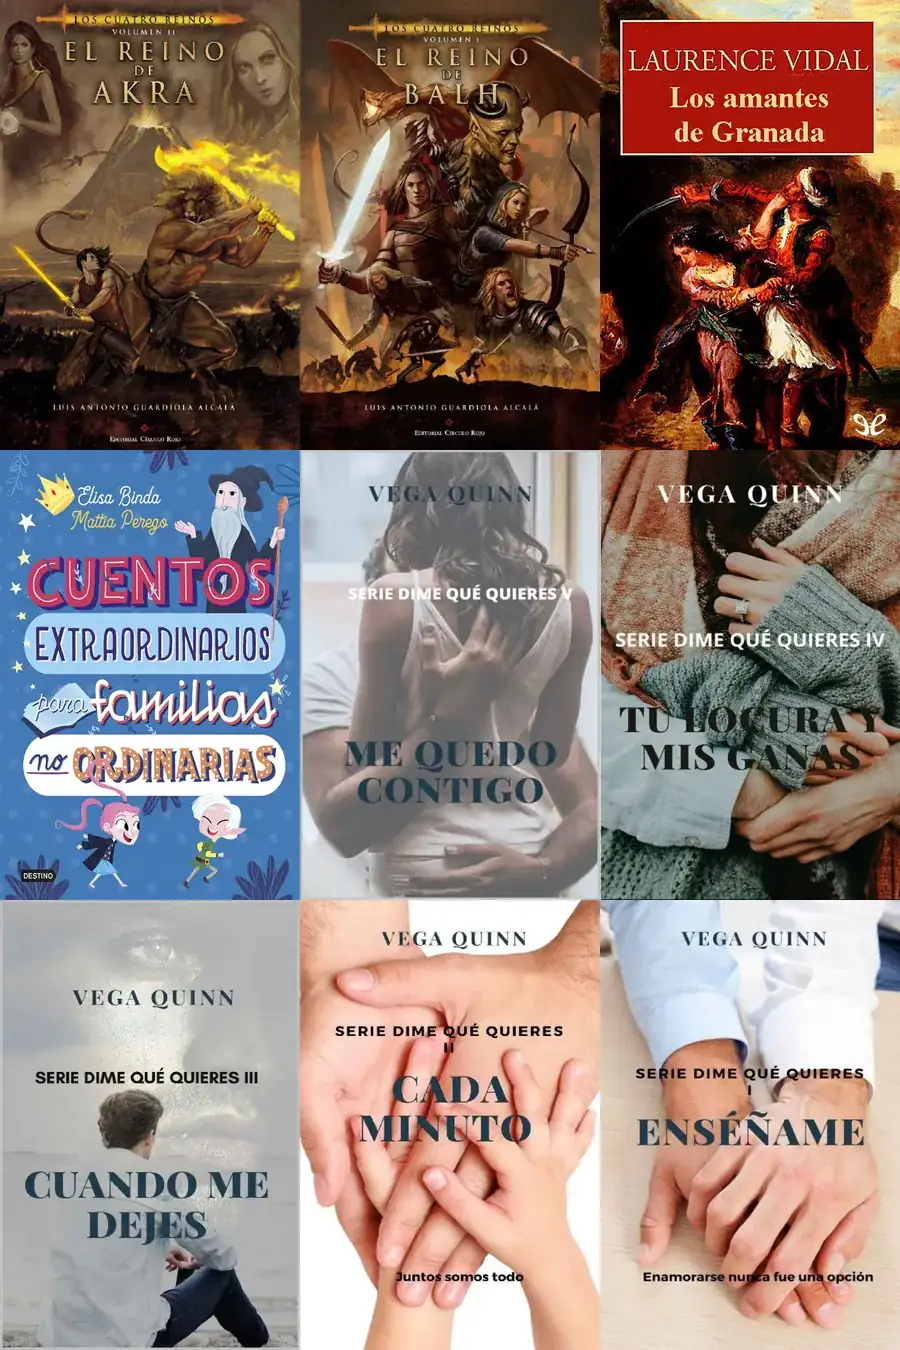 LOS CUATRO REINOS
VOLUMEN II
EL REINO
DE
AKRA
LUIS ANTONIO GUARDIOLA ALCALÁ
EDITORIAL CÍRCULO ROJO
LOS CUATRO REINOS
VOLUMEN I
EL REINO
DE
BALH
LUIS ANTONIO GUARDIOLA ALCALÁ
EDITORIAL CÍRCULO ROJO
LAURENCE VIDAL
Los amantes
de Granada
Elisa Binda
Mattia Perego
CUENTOS
EXTRAORDINARIOS
para familias
no ORDINARIAS
DESTINO
VEGA QUINN
SERIE DIME QUÉ QUIERES V
ME QUEDO
CONTIGO
VEGA QUINN
SERIE DIME QUÉ QUIERES IV
TU LOCURA Y
MIS GANAS
VEGA QUINN
SERIE DIME QUÉ QUIERES III
CUANDO ME
DEJES
VEGA QUINN
SERIE DIME QUÉ QUIERES
II
CADA
MINUTO
Juntos somos todo
VEGA QUINN
SERIE DIME QUÉ QUIERES
I
ENSÉÑAME
Enamorarse nunca fue una opción